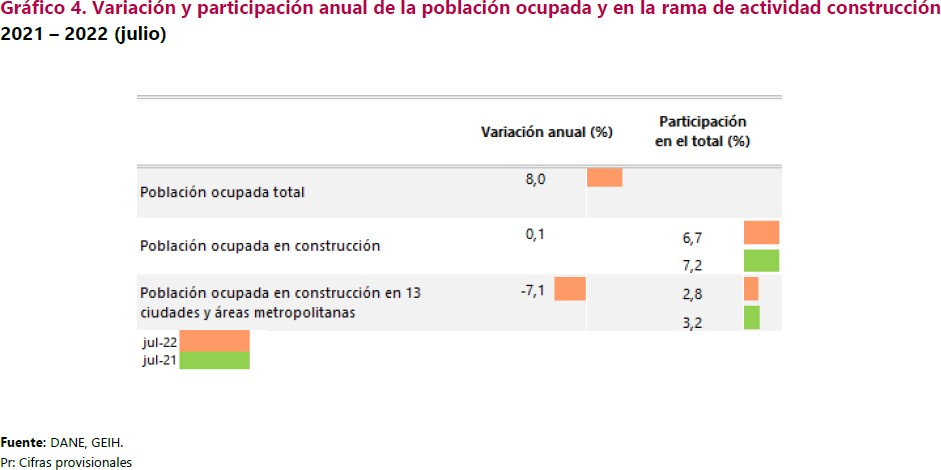 Gráfico 4. Variación y participación anual de la población ocupada y en la rama de actividad construcción
2021 – 2022 (julio)
Variación anual (%)
Participación
en el total (%)
Población ocupada total
8,0
Población ocupada en construcción
0,1
6,7
7,2
Población ocupada en construcción en 13
ciudades y áreas metropolitanas
-7,1
2,8
3,2
jul-22
jul-21
Fuente: DANE, GEIH.
Pr: Cifras provisionales